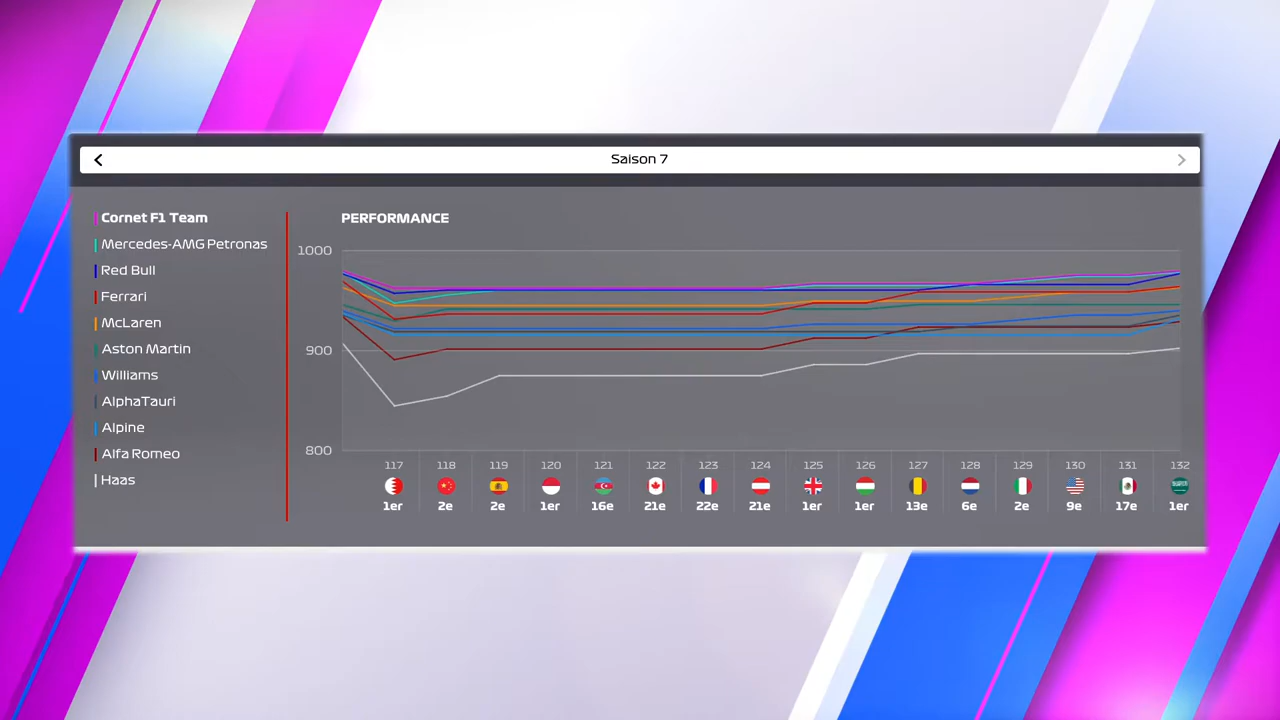 Saison 7
Cornet F1 Team
Mercedes-AMG Petronas
Red Bull
Ferrari
McLaren
Aston Martin
Williams
AlphaTauri
Alpine
Alfa Romeo
Haas
PERFORMANCE
1000
900
800
117 118 119 120 121 122 123 124 125 126 127 128 129 130 131 132
1er 2e 2e 1er 16e 21e 22e 21e 1er 1er 13e 6e 2e 9e 17e 1er